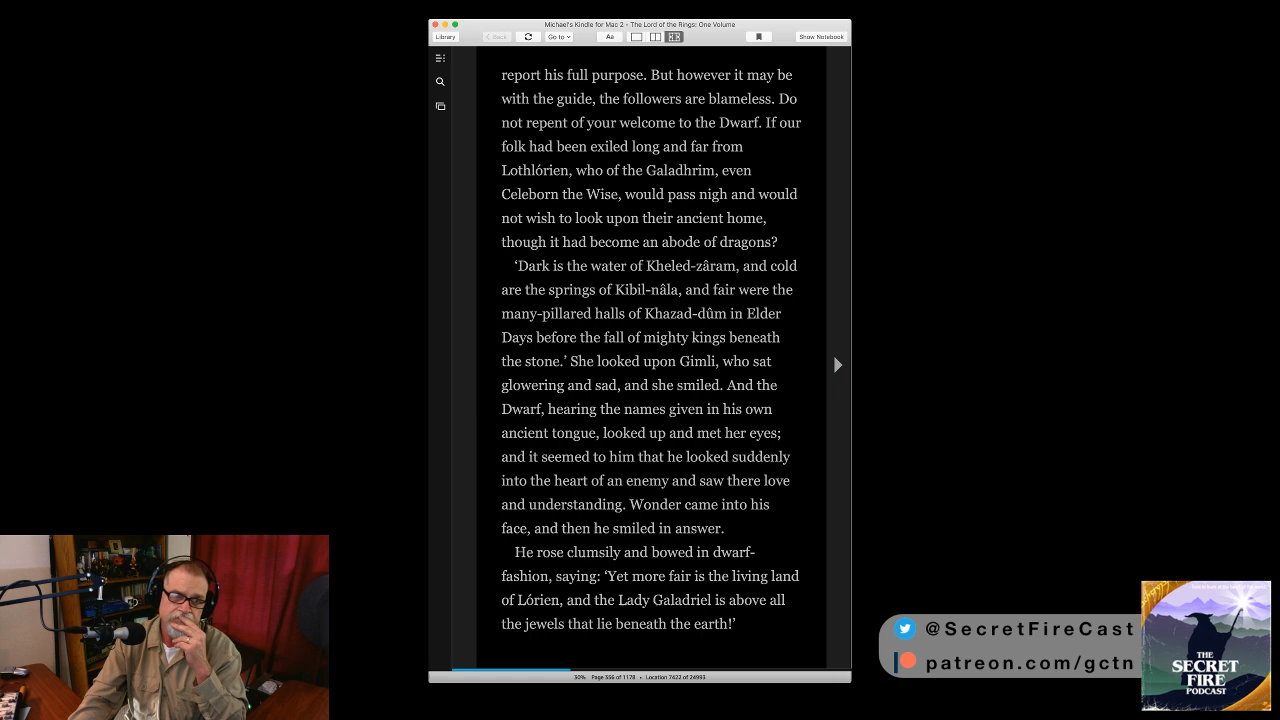 Michael's Kindle for Mac 2 - The Lord of the Rings: One Volume
Library
Back
Go to
Aa
Show Notebook
report his full purpose. But however it may be
with the guide, the followers are blameless. Do
not repent of your welcome to the Dwarf. If our
folk had been exiled long and far from
Lothlórien, who of the Galadhrim, even
Celeborn the Wise, would pass nigh and would
not wish to look upon their ancient home,
though it had become an abode of dragons?
‘Dark is the water of Kheled-zâram, and cold
are the springs of Kibil-nâla, and fair were the
many-pillared halls of Khazad-dûm in Elder
Days before the fall of mighty kings beneath
the stone.’ She looked upon Gimli, who sat
glowering and sad, and she smiled. And the
Dwarf, hearing the names given in his own
ancient tongue, looked up and met her eyes;
and it seemed to him that he looked suddenly
into the heart of an enemy and saw there love
and understanding. Wonder came into his
face, and then he smiled in answer.
He rose clumsily and bowed in dwarf-
fashion, saying: ‘Yet more fair is the living land
of Lórien, and the Lady Galadriel is above all
the jewels that lie beneath the earth!’
30% Page 356 of 1178 • Location 7422 of 24993
@SecretFireCast
patreon.com/gctn
THE
SECRET
FIRE
PODCAST